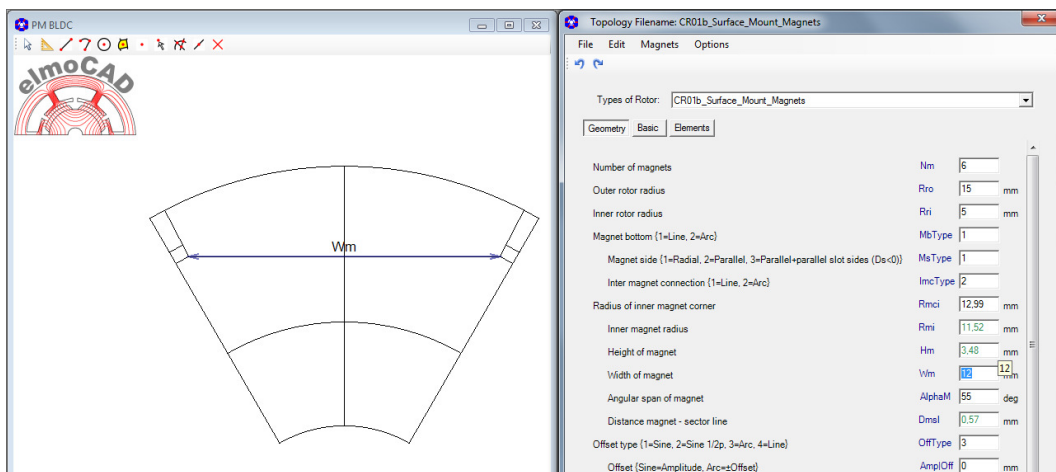 PM BLDC
elmoCAD
Wm
Topology Filename: CR01b_Surface_Mount_Magnets
File Edit Magnets Options
Types of Rotor: CR01b_Surface_Mount_Magnets
Geometry Basic Elements
Number of magnets Nm 6
Outer rotor radius Rro 15 mm
Inner rotor radius Rri 5 mm
Magnet bottom {1=Line, 2=Arc} MbType 1
Magnet side {1=Radial, 2=Parallel, 3=Parallel+parallel slot sides (Ds<0)} MsType 1
Inter magnet connection {1=Line, 2=Arc} ImcType 2
Radius of inner magnet corner Rmci 12,99 mm
Inner magnet radius Rmi 11,52 mm
Height of magnet Hm 3,48 mm
Width of magnet Wm 12 12 mm
Angular span of magnet AlphaM 55 deg
Distance magnet - sector line Dmsl 0,57 mm
Offset type {1=Sine, 2=Sine 1/2p, 3=Arc, 4=Line} OffType 3
Offset {Sine=Amplitude, Arc=±Offset} AmplOff 0 mm